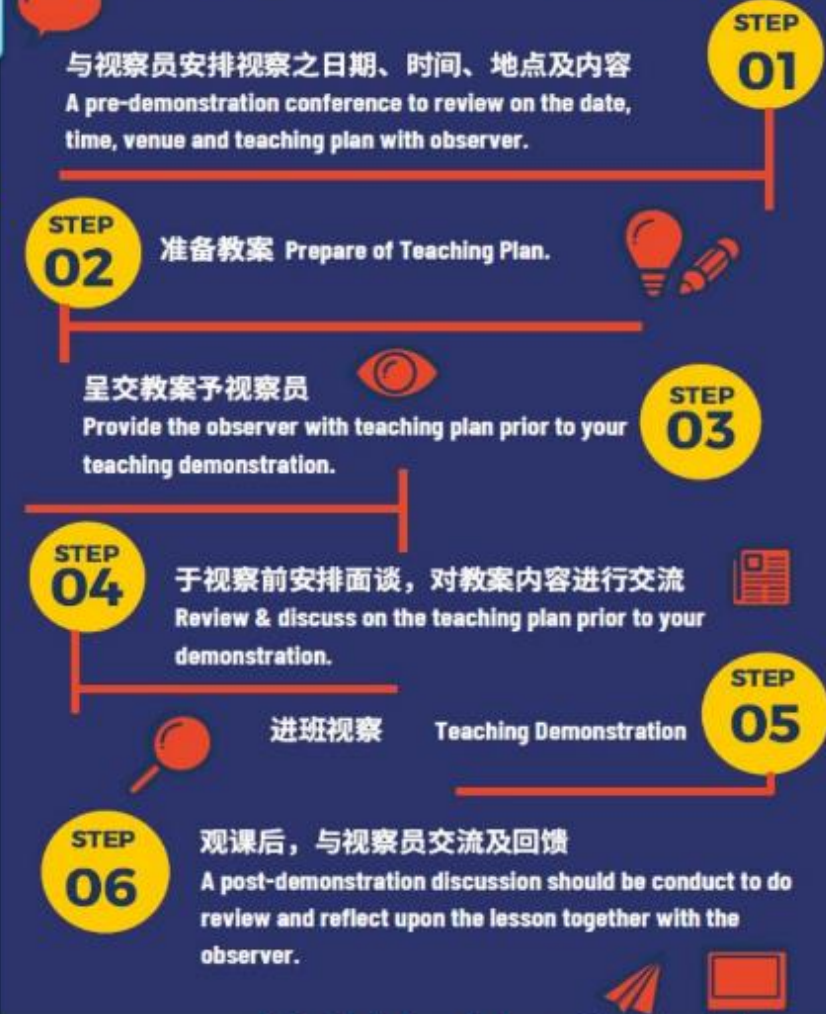 STEP
01
与视察员安排视察之日期、时间、地点及内容
A pre-demonstration conference to review on the date,
time, venue and teaching plan with observer.
STEP
02
准备教案 Prepare of Teaching Plan.
呈交教案予视察员
Provide the observer with teaching plan prior to your
teaching demonstration.
STEP
03
STEP
04
于视察前安排面谈，对教案内容进行交流
Review & discuss on the teaching plan prior to your
demonstration.
进班视察 Teaching Demonstration
STEP
05
STEP
06
观课后，与视察员交流及回馈
A post-demonstration discussion should be conduct to do
review and reflect upon the lesson together with the
observer.